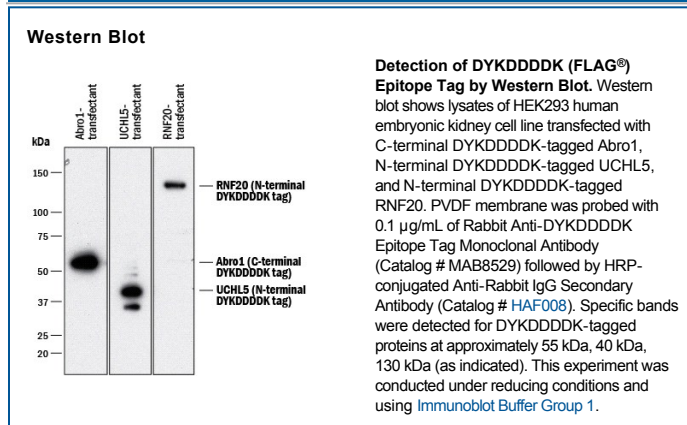 Western Blot
Abro1-
transfectant
UCHL5-
transfectant
RNF20-
transfectant
kDa
150
100
75
50
37
25
20
RNF20 (N-terminal
DYKDDDDK tag)
Abro1 (C-terminal
DYKDDDDK tag)
UCHL5 (N-terminal
DYKDDDDK tag)
Detection of DYKDDDDK (FLAG®)
Epitope Tag by Western Blot. Western
blot shows lysates of HEK293 human
embryonic kidney cell line transfected with
C-terminal DYKDDDDK-tagged Abro1,
N-terminal DYKDDDDK-tagged UCHL5,
and N-terminal DYKDDDDK-tagged
RNF20. PVDF membrane was probed with
0.1 µg/mL of Rabbit Anti-DYKDDDDK
Epitope Tag Monoclonal Antibody
(Catalog # MAB8529) followed by HRP-
conjugated Anti-Rabbit IgG Secondary
Antibody (Catalog # HAF008). Specific bands
were detected for DYKDDDDK-tagged
proteins at approximately 55 kDa, 40 kDa,
130 kDa (as indicated). This experiment was
conducted under reducing conditions and
using Immunoblot Buffer Group 1.